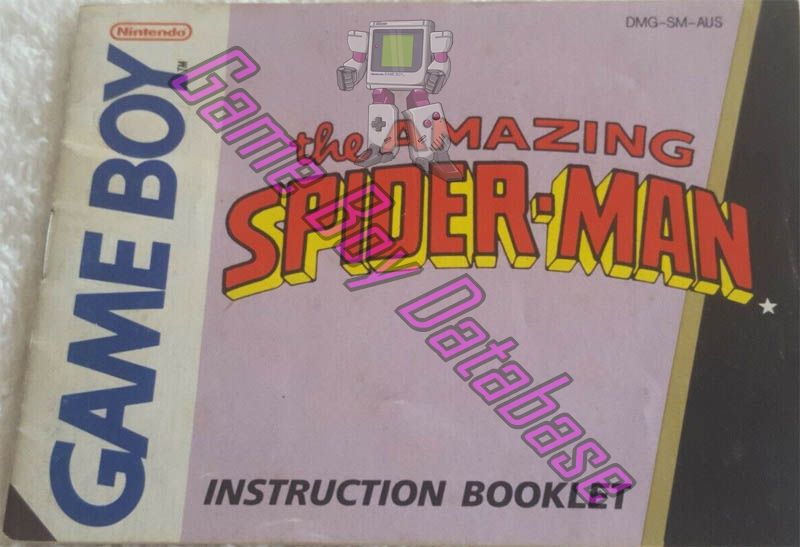 Nintendo
GAME BOY™
DMG-SM-AUS
the AMAZING
SPIDER-MAN
INSTRUCTION BOOKLET
Game Boy Database